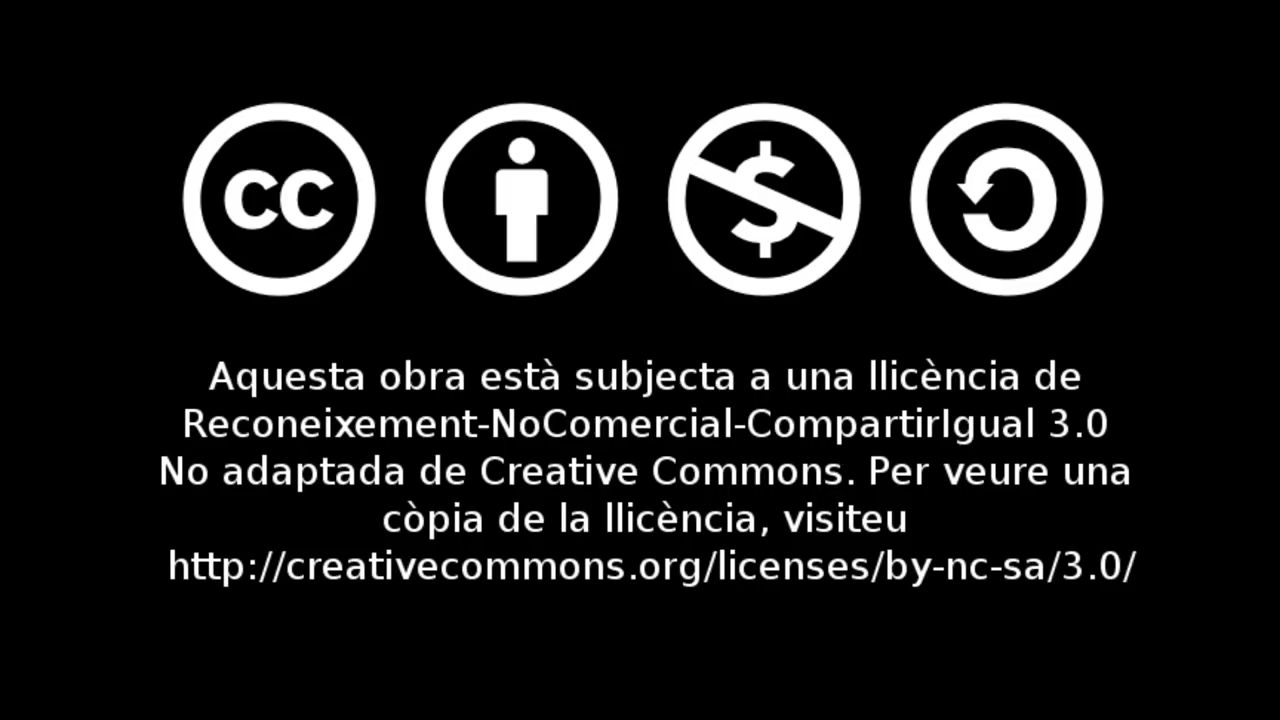 cc
Aquesta obra està subjecta a una llicència de
Reconeixement-NoComercial-CompartirIgual 3.0
No adaptada de Creative Commons. Per veure una
còpia de la llicència, visiteu
http://creativecommons.org/licenses/by-nc-sa/3.0/